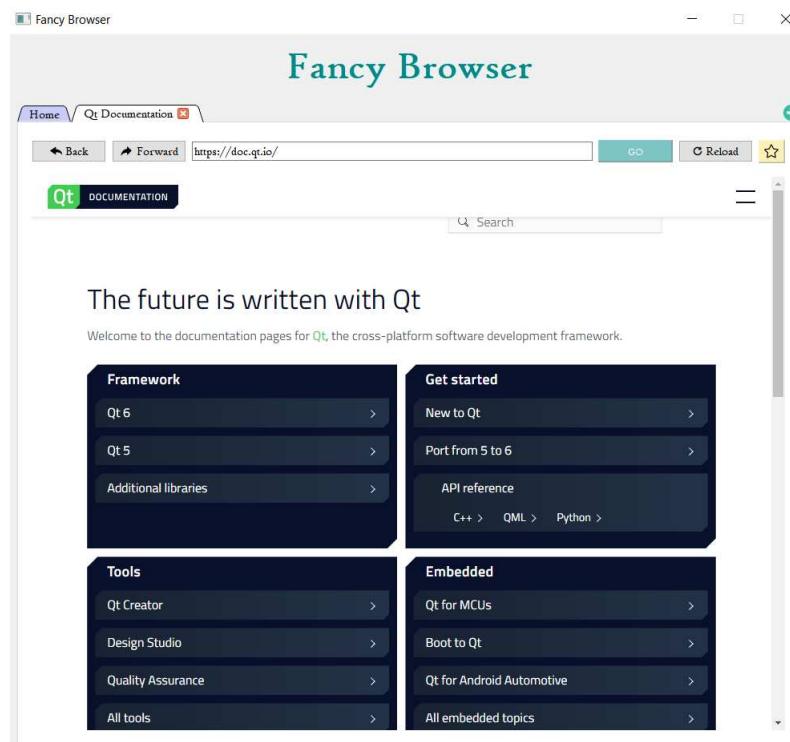 Fancy Browser
Fancy Browser
Home Qt Documentation
Back Forward https://doc.qt.io/ GO Reload
Qt DOCUMENTATION
Search
The future is written with Qt
Welcome to the documentation pages for Qt, the cross-platform software development framework.
Framework
Qt 6
Qt 5
Additional libraries
Get started
New to Qt
Port from 5 to 6
API reference
C++ QML Python
Tools
Qt Creator
Design Studio
Quality Assurance
All tools
Embedded
Qt for MCUs
Boot to Qt
Qt for Android Automotive
All embedded topics